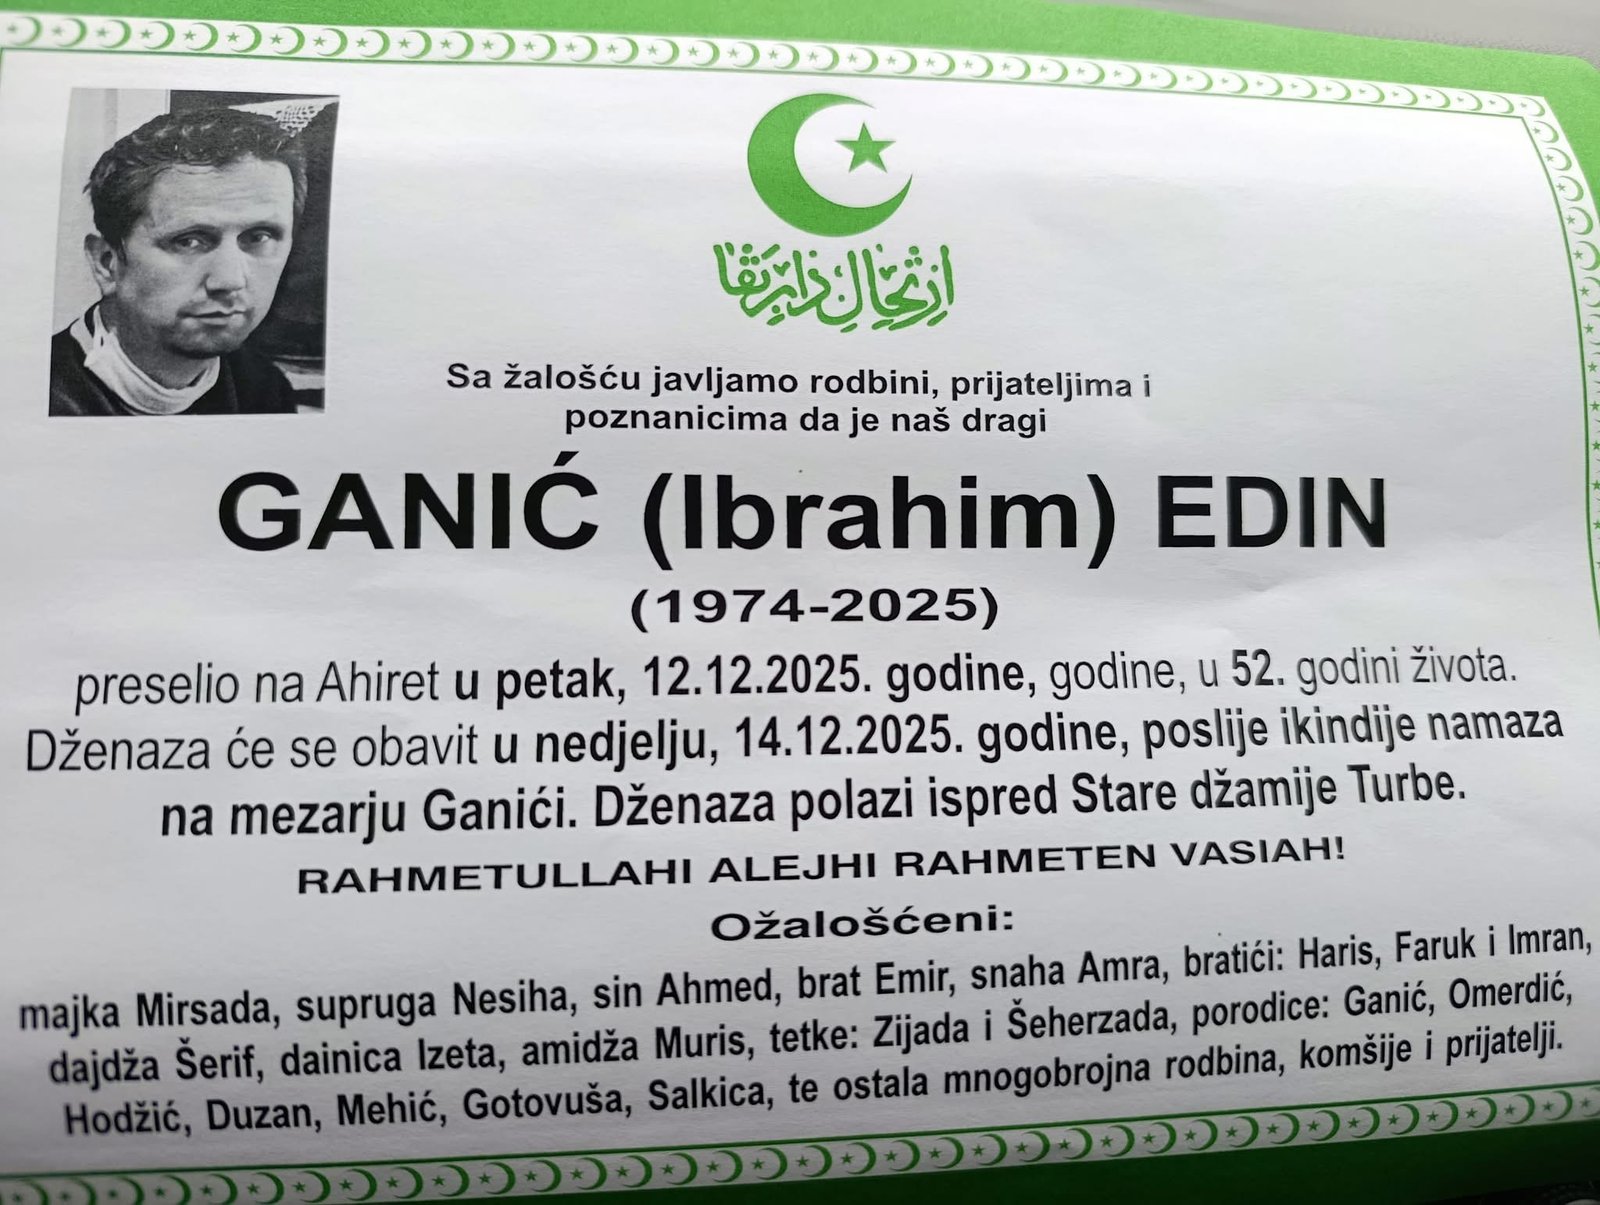 ارتحال دار بقا
Sa žalošću javljamo rodbini, prijateljima i
poznanicima da je naš dragi
GANIĆ (Ibrahim) EDIN
(1974-2025)
preselio na Ahiret u petak, 12.12.2025. godine, godine, u 52. godini života.
Dženaza će se obavit u nedjelju, 14.12.2025. godine, poslije ikindije namaza
na mezarju Ganići. Dženaza polazi ispred Stare džamije Turbe.
RAHMETULLAHI ALEJHI RAHMETEN VASIAH!
Ožalošćeni:
majka Mirsada, supruga Nesiha, sin Ahmed, brat Emir, snaha Amra, bratići: Haris, Faruk i Imran,
dajdža Šerif, dainica Izeta, amidža Muris, tetke: Zijada i Šeherzada, porodice: Ganić, Omerdić,
Hodžić, Duzan, Mehić, Gotovuša, Salkica, te ostala mnogobrojna rodbina, komšije i prijatelji.